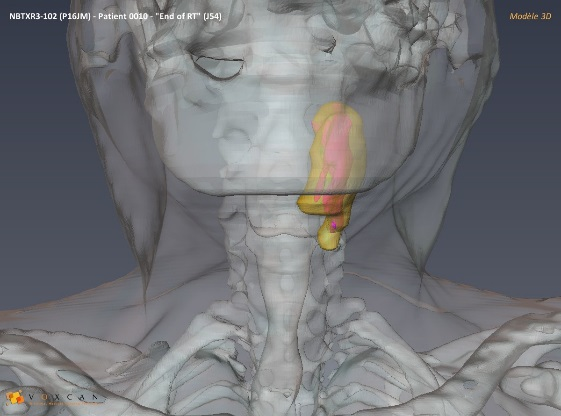 NBTXR3-102 (P16JM) - Patient 0010 - "End of RT" (J54)
Modèle 3D
VOXCAN